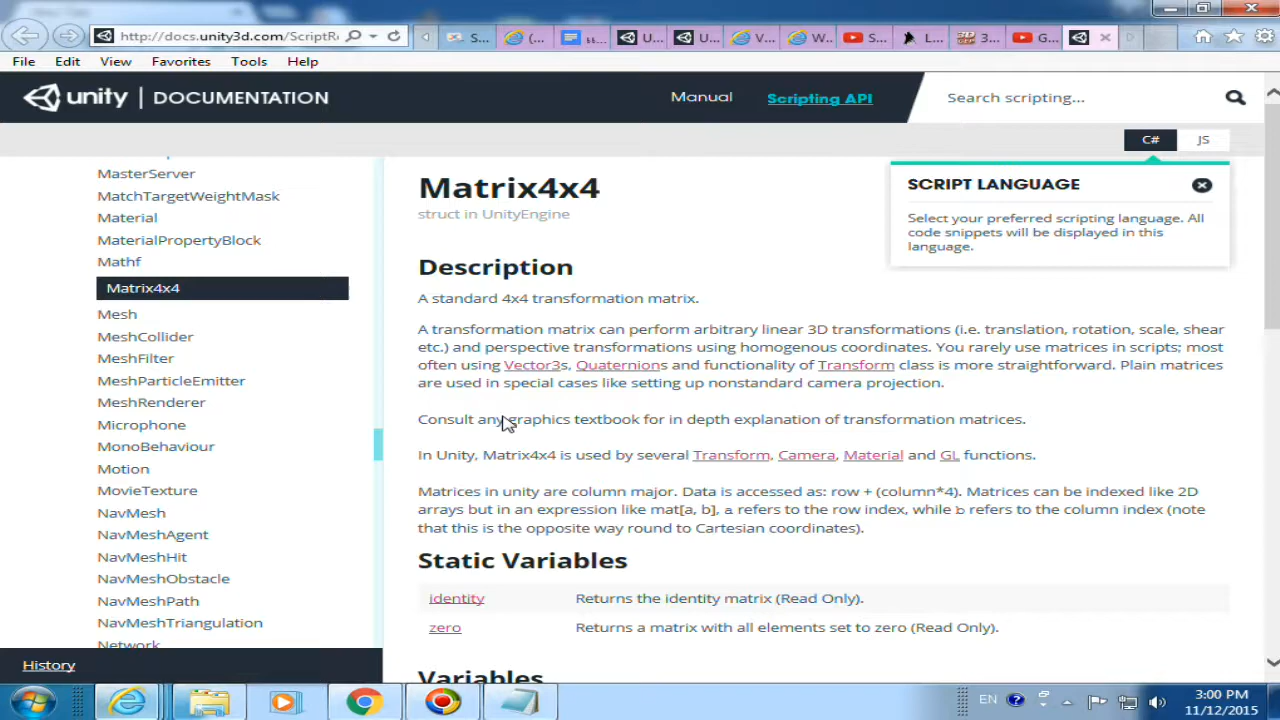 http://docs.unity3d.com/ScriptRe
S...
(...
"...
U...
U...
V...
W...
S...
L...
3...
G...
File Edit View Favorites Tools Help
unity | DOCUMENTATION
Manual Scripting API
Search scripting...
C# JS
MasterServer
MatchTargetWeightMask
Material
MaterialPropertyBlock
Mathf
Matrix4x4
Mesh
MeshCollider
MeshFilter
MeshParticleEmitter
MeshRenderer
Microphone
MonoBehaviour
Motion
MovieTexture
NavMesh
NavMeshAgent
NavMeshHit
NavMeshObstacle
NavMeshPath
NavMeshTriangulation
Network
History
SCRIPT LANGUAGE
Select your preferred scripting language. All
code snippets will be displayed in this
language.
Matrix4x4
struct in UnityEngine
Description
A standard 4x4 transformation matrix.
A transformation matrix can perform arbitrary linear 3D transformations (i.e. translation, rotation, scale, shear
etc.) and perspective transformations using homogenous coordinates. You rarely use matrices in scripts; most
often using Vector3s, Quaternions and functionality of Transform class is more straightforward. Plain matrices
are used in special cases like setting up nonstandard camera projection.
Consult any graphics textbook for in depth explanation of transformation matrices.
In Unity, Matrix4x4 is used by several Transform, Camera, Material and GL functions.
Matrices in unity are column major. Data is accessed as: row + (column*4). Matrices can be indexed like 2D
arrays but in an expression like mat[a, b], a refers to the row index, while b refers to the column index (note
that this is the opposite way round to Cartesian coordinates).
Static Variables
identity Returns the identity matrix (Read Only).
zero Returns a matrix with all elements set to zero (Read Only).
Variables
EN
3:00 PM
11/12/2015